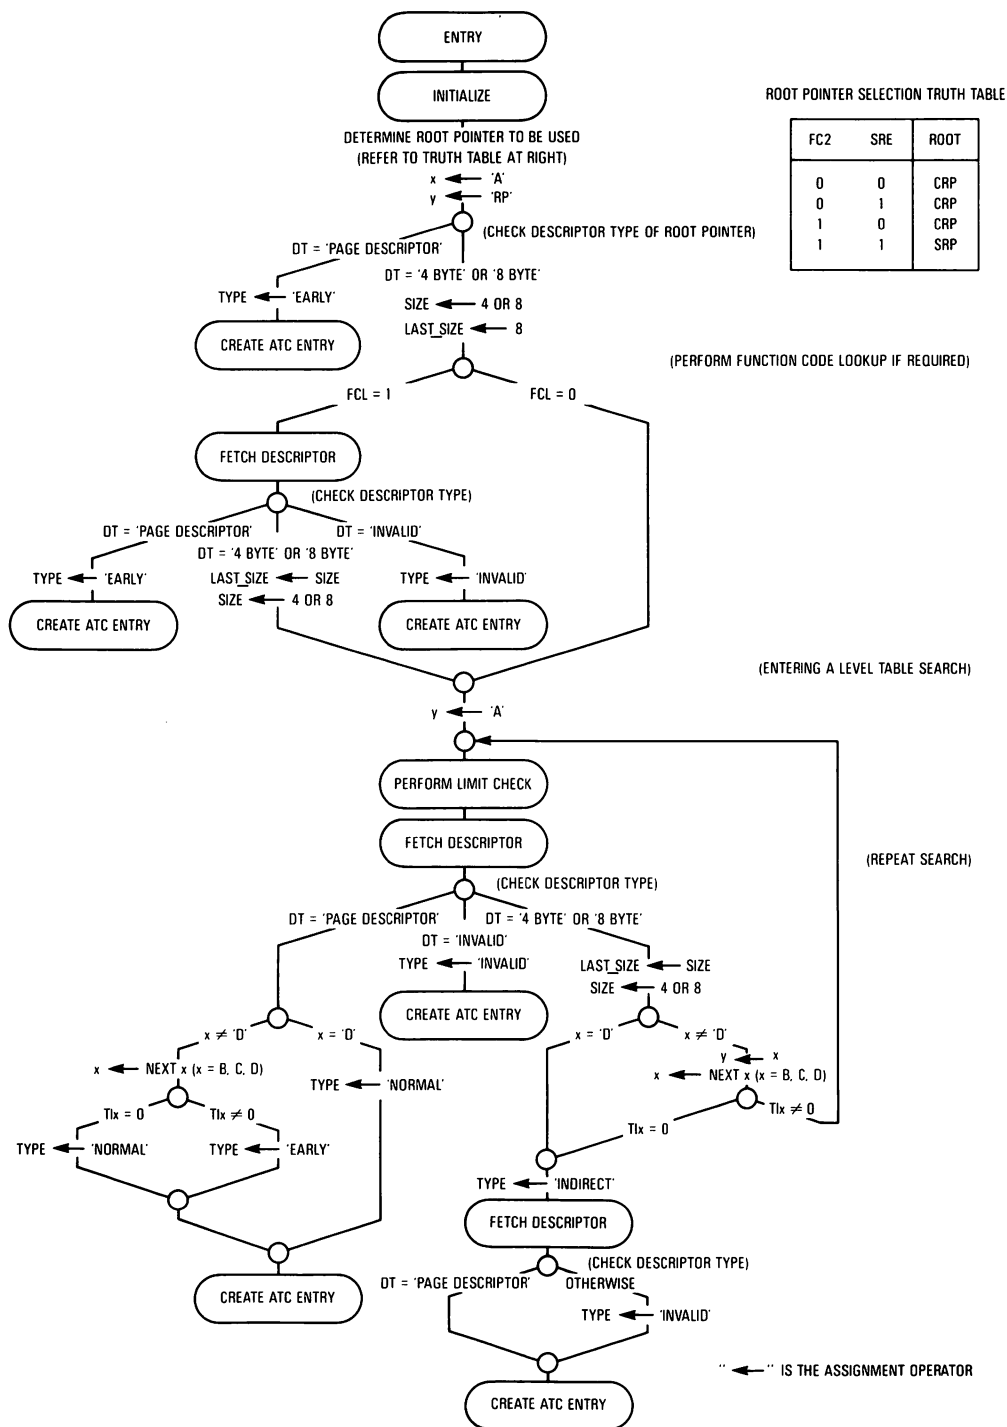 ENTRY
INITIALIZE
ROOT POINTER SELECTION TRUTH TABLE
FC2 SRE ROOT
0 0 CRP
0 1 CRP
1 0 CRP
1 1 SRP
DETERMINE ROOT POINTER TO BE USED
(REFER TO TRUTH TABLE AT RIGHT)
x ← 'A'
y ← 'RP'
(CHECK DESCRIPTOR TYPE OF ROOT POINTER)
DT = 'PAGE DESCRIPTOR'
DT = '4 BYTE' OR '8 BYTE'
TYPE ← 'EARLY'
SIZE ← 4 OR 8
LAST_SIZE ← 8
CREATE ATC ENTRY
(PERFORM FUNCTION CODE LOOKUP IF REQUIRED)
FCL = 1
FCL = 0
FETCH DESCRIPTOR
(CHECK DESCRIPTOR TYPE)
DT = 'PAGE DESCRIPTOR'
DT = 'INVALID'
DT = '4 BYTE' OR '8 BYTE'
TYPE ← 'EARLY'
LAST_SIZE ← SIZE
TYPE ← 'INVALID'
SIZE ← 4 OR 8
CREATE ATC ENTRY
CREATE ATC ENTRY
(ENTERING A LEVEL TABLE SEARCH)
y ← 'A'
PERFORM LIMIT CHECK
FETCH DESCRIPTOR
(REPEAT SEARCH)
(CHECK DESCRIPTOR TYPE)
DT = 'PAGE DESCRIPTOR'
DT = '4 BYTE' OR '8 BYTE'
DT = 'INVALID'
TYPE ← 'INVALID'
LAST_SIZE ← SIZE
SIZE ← 4 OR 8
CREATE ATC ENTRY
x ≠ 'D'
x = 'D'
x = 'D'
x ≠ 'D'
y ← x
x ← NEXT x (x = B, C, D)
x ← NEXT x (x = B, C, D)
TYPE ← 'NORMAL'
TIx = 0
TIx ≠ 0
TIx ≠ 0
TIx = 0
TYPE ← 'NORMAL'
TYPE ← 'EARLY'
TYPE ← 'INDIRECT'
FETCH DESCRIPTOR
(CHECK DESCRIPTOR TYPE)
DT = 'PAGE DESCRIPTOR'
OTHERWISE
CREATE ATC ENTRY
TYPE ← 'INVALID'
" ← " IS THE ASSIGNMENT OPERATOR
CREATE ATC ENTRY